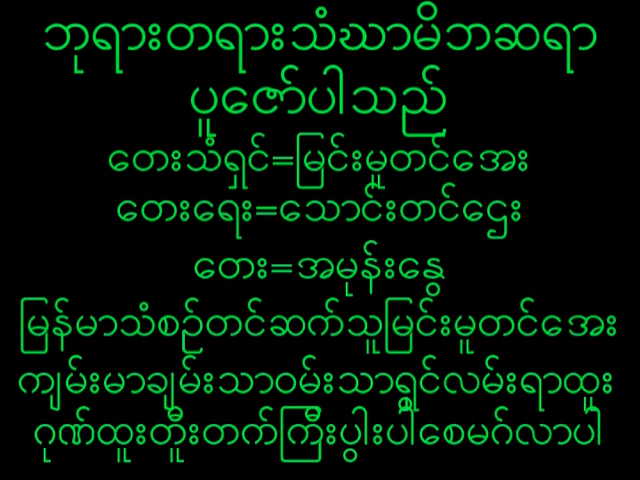 ဘုရားတရားသံဃာမိဘဆရာ
ပူဇော်ပါသည်
တေးသံရှင်=မြင်းမူတင်အေး
တေးရေး=သောင်းတင်ဌေး
တေး=အမုန်းနွေ
မြန်မာသံစဉ်တင်ဆက်သူမြင်းမူတင်အေး
ကျမ်းမာချမ်းသာဝမ်းသာရွှင်လမ်းရာထူး
ဂုဏ်ထူးတိုးတက်ကြီးပွါးပါစေမင်္ဂလာပါ